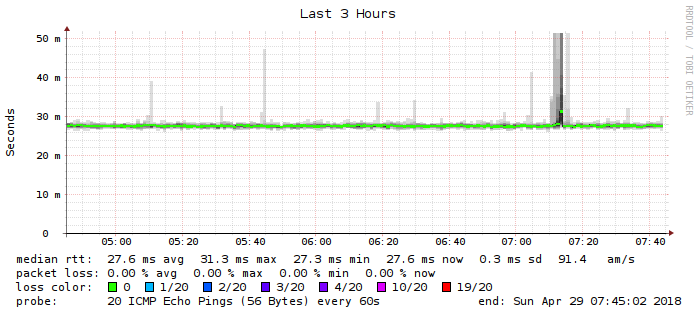 Last 3 Hours
RRDTOOL / TOBI OETIKER
Seconds
50 m
40 m
30 m
20 m
10 m
0
05:00 05:20 05:40 06:00 06:20 06:40 07:00 07:20 07:40
median rtt: 27.6 ms avg 31.3 ms max 27.3 ms min 27.6 ms now 0.3 ms sd 91.4 am/s
packet loss: 0.00 % avg 0.00 % max 0.00 % min 0.00 % now
loss color: 0 1/20 2/20 3/20 4/20 10/20 19/20
probe: 20 ICMP Echo Pings (56 Bytes) every 60s end: Sun Apr 29 07:45:02 2018